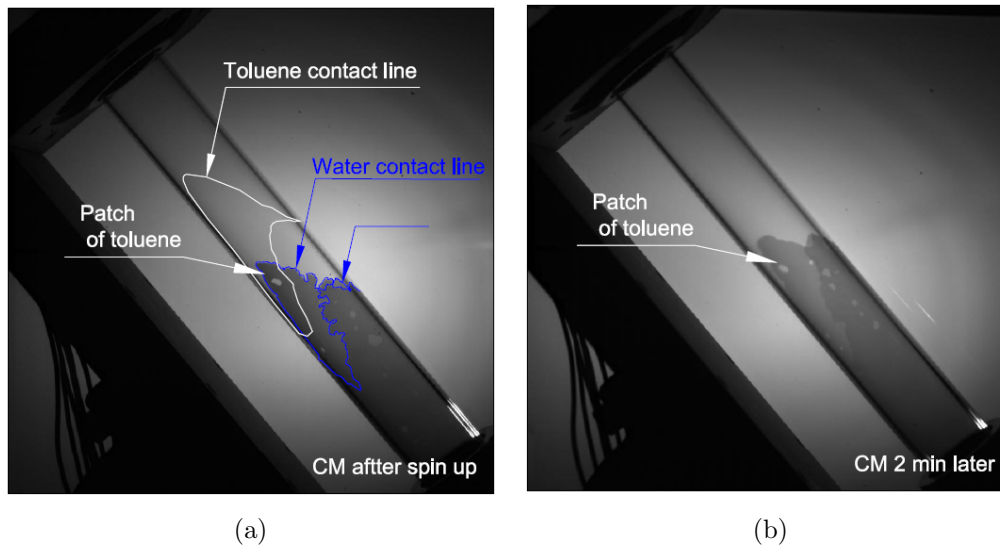 Toluene contact line
Water contact line
Patch
of toluene
CM aftter spin up
Patch
of toluene
CM 2 min later
(a)
(b)